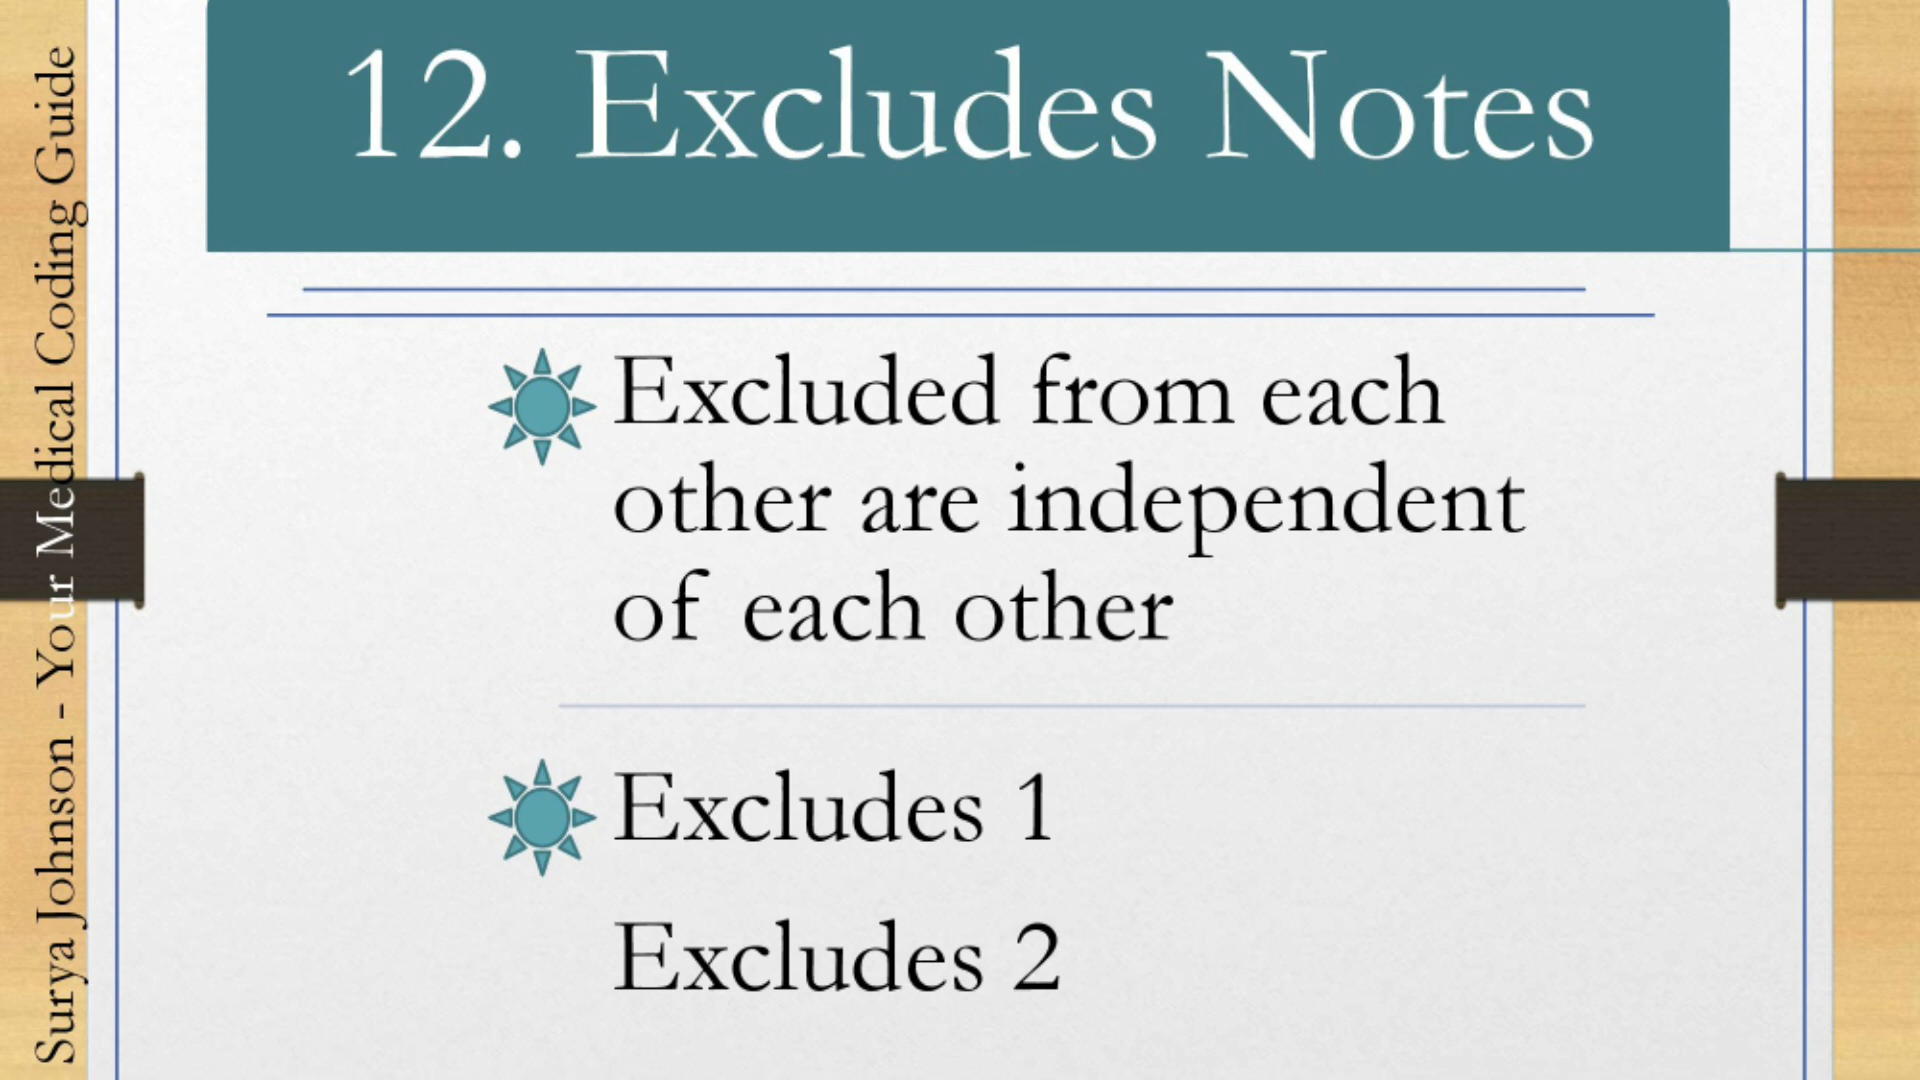 12. Excludes Notes
Excluded from each
other are independent
of each other
Excludes 1
Excludes 2
Surya Johnson - Your Medical Coding Guide